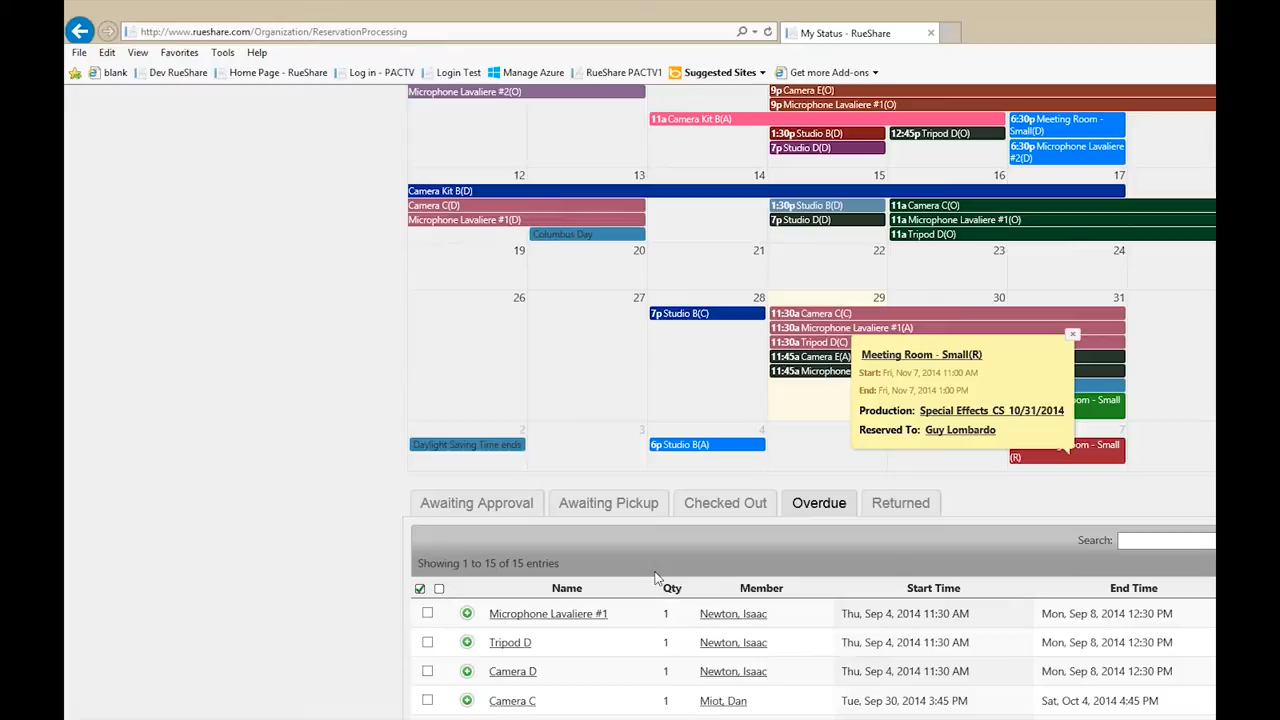 http://www.rueshare.com/Organization/ReservationProcessing
My Status - RueShare
File Edit View Favorites Tools Help
blank Dev RueShare Home Page - RueShare Log in - PACTV Login Test Manage Azure RueShare PACTV1 Suggested Sites Get more Add-ons
Microphone Lavaliere #2(O)
9p Camera E(O)
9p Microphone Lavaliere #1(O)
11a Camera Kit B(A)
6:30p Meeting Room - Small(D)
1:30p Studio B(D)
12:45p Tripod D(O)
7p Studio D(D)
6:30p Microphone Lavaliere #2(D)
12 13 14 15 16 17
Camera Kit B(D)
Camera C(D)
1:30p Studio B(D)
11a Camera C(O)
Microphone Lavaliere #1(D)
7p Studio D(D)
11a Microphone Lavaliere #1(O)
Columbus Day
11a Tripod D(O)
19 20 21 22 23 24
26 27 28 29 30 31
7p Studio B(C)
11:30a Camera C(C)
11:30a Microphone Lavaliere #1(A)
11:30a Tripod D(C)
11:45a Camera E(A)
11:45a Microphone
Meeting Room - Small(R)
Start: Fri, Nov 7, 2014 11:00 AM
End: Fri, Nov 7, 2014 1:00 PM
Production: Special Effects CS 10/31/2014
Reserved To: Guy Lombardo
om - Small
2 3 4 7
Daylight Saving Time ends
6p Studio B(A)
om - Small
(R)
Awaiting Approval Awaiting Pickup Checked Out Overdue Returned
Search:
Showing 1 to 15 of 15 entries
Name Qty Member Start Time End Time
Microphone Lavaliere #1 1 Newton, Isaac Thu, Sep 4, 2014 11:30 AM Mon, Sep 8, 2014 12:30 PM
Tripod D 1 Newton, Isaac Thu, Sep 4, 2014 11:30 AM Mon, Sep 8, 2014 12:30 PM
Camera D 1 Newton, Isaac Thu, Sep 4, 2014 11:30 AM Mon, Sep 8, 2014 12:30 PM
Camera C 1 Miot, Dan Tue, Sep 30, 2014 3:45 PM Sat, Oct 4, 2014 4:45 PM